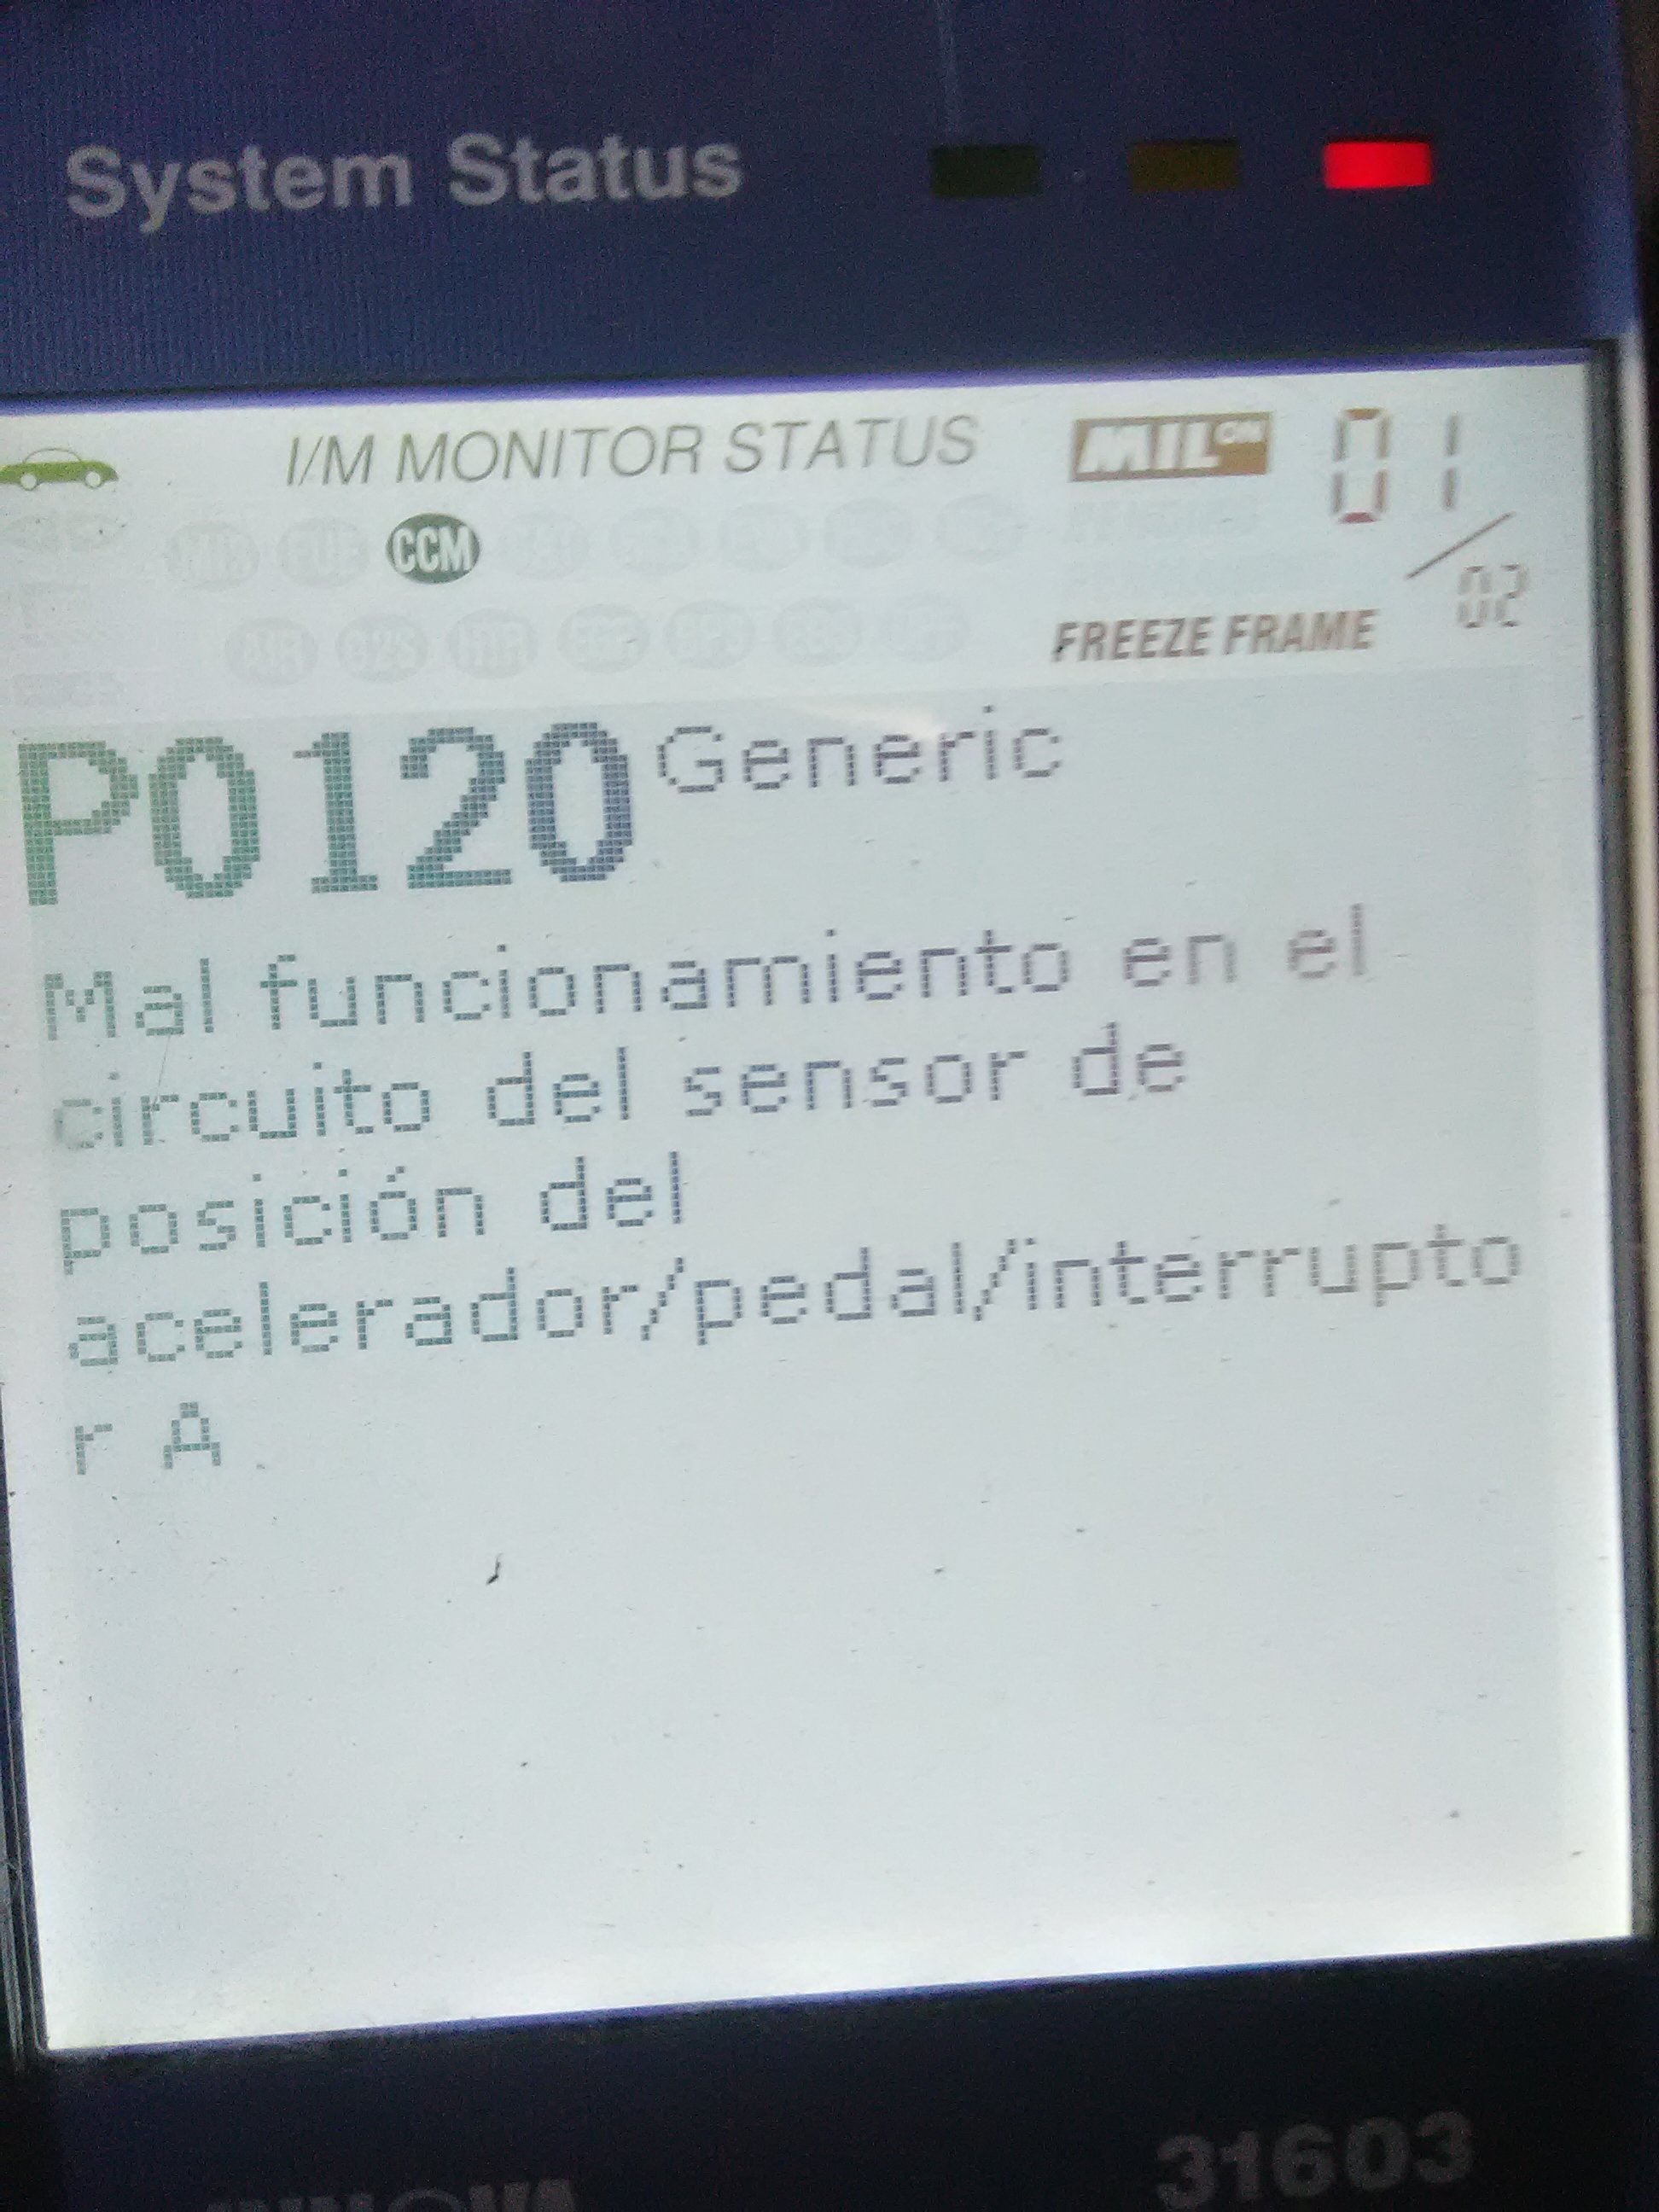 System Status
I/M MONITOR STATUS
MIL ON
01
/
02
CCM
FREEZE FRAME
P0120 Generic
Mal funcionamiento en el
circuito del sensor de
posición del
acelerador/pedal/interrupto
r A
31603